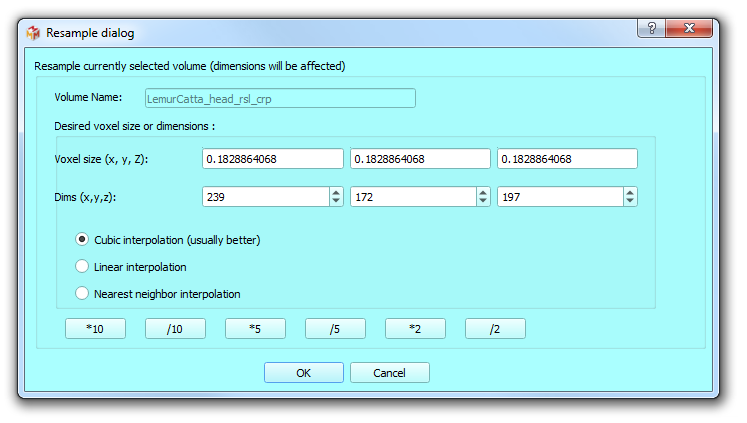 Resample dialog
?
Resample currently selected volume (dimensions will be affected)
Volume Name: LemurCatta_head_rsl_crp
Desired voxel size or dimensions :
Voxel size (x, y, Z): 0.1828864068 0.1828864068 0.1828864068
Dims (x,y,z): 239 172 197
Cubic interpolation (usually better)
Linear interpolation
Nearest neighbor interpolation
*10 /10 *5 /5 *2 /2
OK Cancel